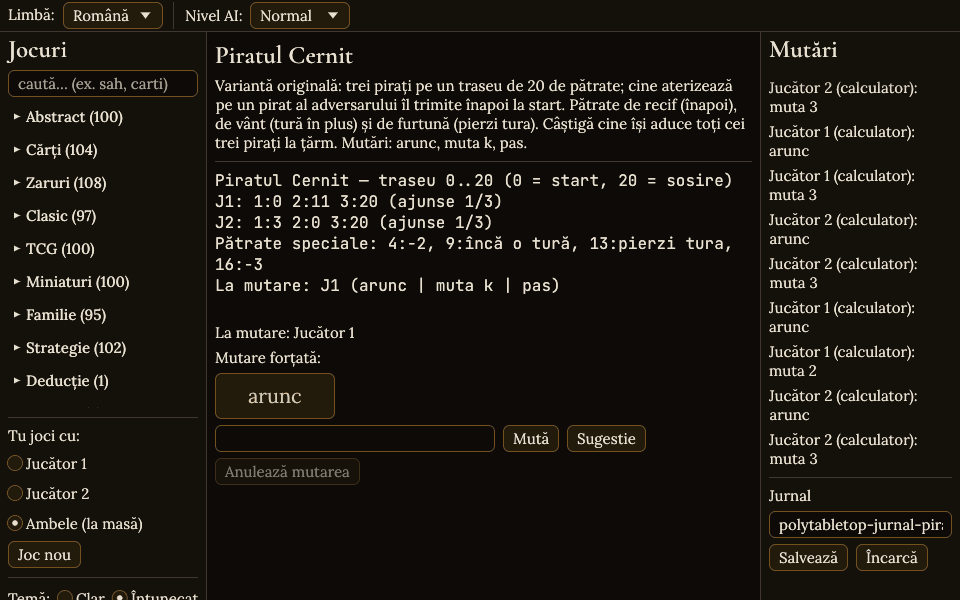 Limbă: Română ▼ Nivel AI: Normal ▼
Jocuri
caută... (ex. sah, carti)
▸ Abstract (100)
▸ Cărți (104)
▸ Zaruri (108)
▸ Clasic (97)
▸ TCG (100)
▸ Miniaturi (100)
▸ Familie (95)
▸ Strategie (102)
▸ Deducție (1)
Tu joci cu:
Jucător 1
Jucător 2
Ambele (la masă)
Joc nou
Temă: Clar Întunecat
Piratul Cernit
Variantă originală: trei pirați pe un traseu de 20 de pătrate; cine aterizează
pe un pirat al adversarului îl trimite înapoi la start. Pătrate de recif (înapoi),
de vânt (tură în plus) și de furtună (pierzi tura). Câștigă cine își aduce toți cei
trei pirați la țărm. Mutări: arunc, muta k, pas.
Piratul Cernit — traseu 0..20 (0 = start, 20 = sosire)
J1: 1:0 2:11 3:20 (ajunse 1/3)
J2: 1:3 2:0 3:20 (ajunse 1/3)
Pătrate speciale: 4:-2, 9:încă o tură, 13:pierzi tura,
16:-3
La mutare: J1 (arunc | muta k | pas)
La mutare: Jucător 1
Mutare forțată:
arunc
Mută Sugestie
Anulează mutarea
Mutări
Jucător 2 (calculator):
muta 3
Jucător 1 (calculator):
arunc
Jucător 1 (calculator):
muta 3
Jucător 2 (calculator):
arunc
Jucător 2 (calculator):
muta 3
Jucător 1 (calculator):
arunc
Jucător 1 (calculator):
muta 2
Jucător 2 (calculator):
arunc
Jucător 2 (calculator):
muta 3
Jurnal
polytabletop-jurnal-pira
Salvează Încarcă